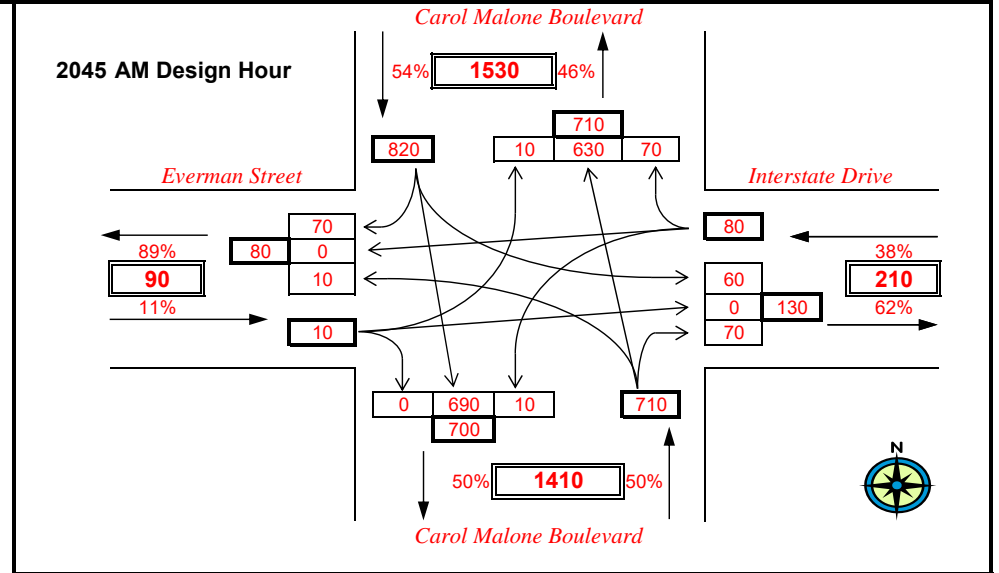 Carol Malone Boulevard
2045 AM Design Hour
54% 1530 46%
710
820 10 630 70
Everman Street Interstate Drive
70 80
89% 80 0 38%
90 10 60 210
11% 0 130 62%
10 70
0 690 10 710
700
N
50% 1410 50%
Carol Malone Boulevard